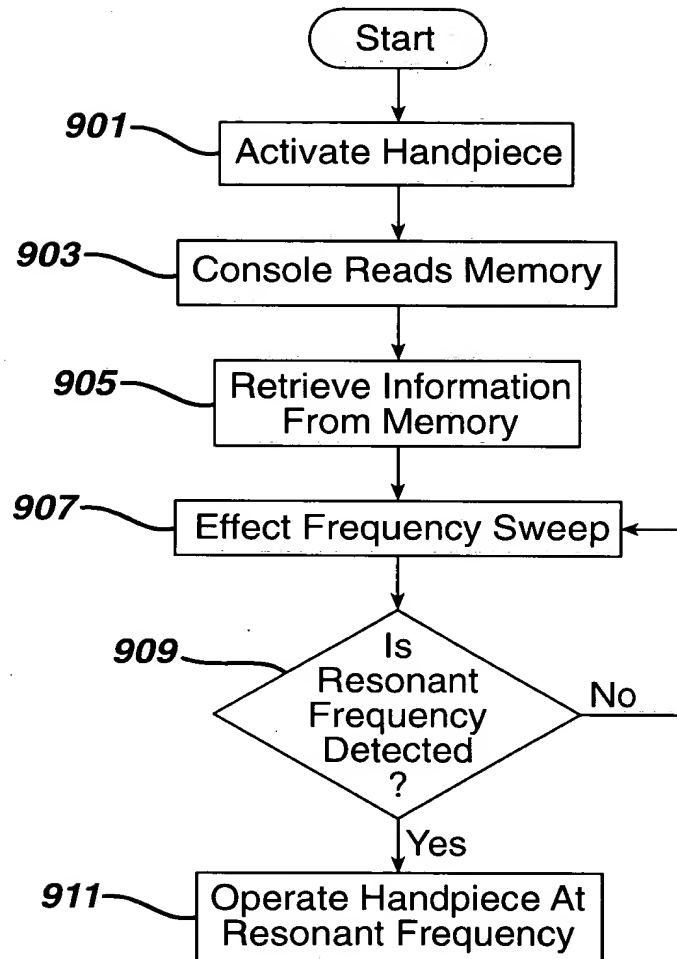 Start
901
Activate Handpiece
903
Console Reads Memory
905
Retrieve Information
From Memory
907
Effect Frequency Sweep
909
Is
Resonant
Frequency
Detected
?
No
Yes
911
Operate Handpiece At
Resonant Frequency